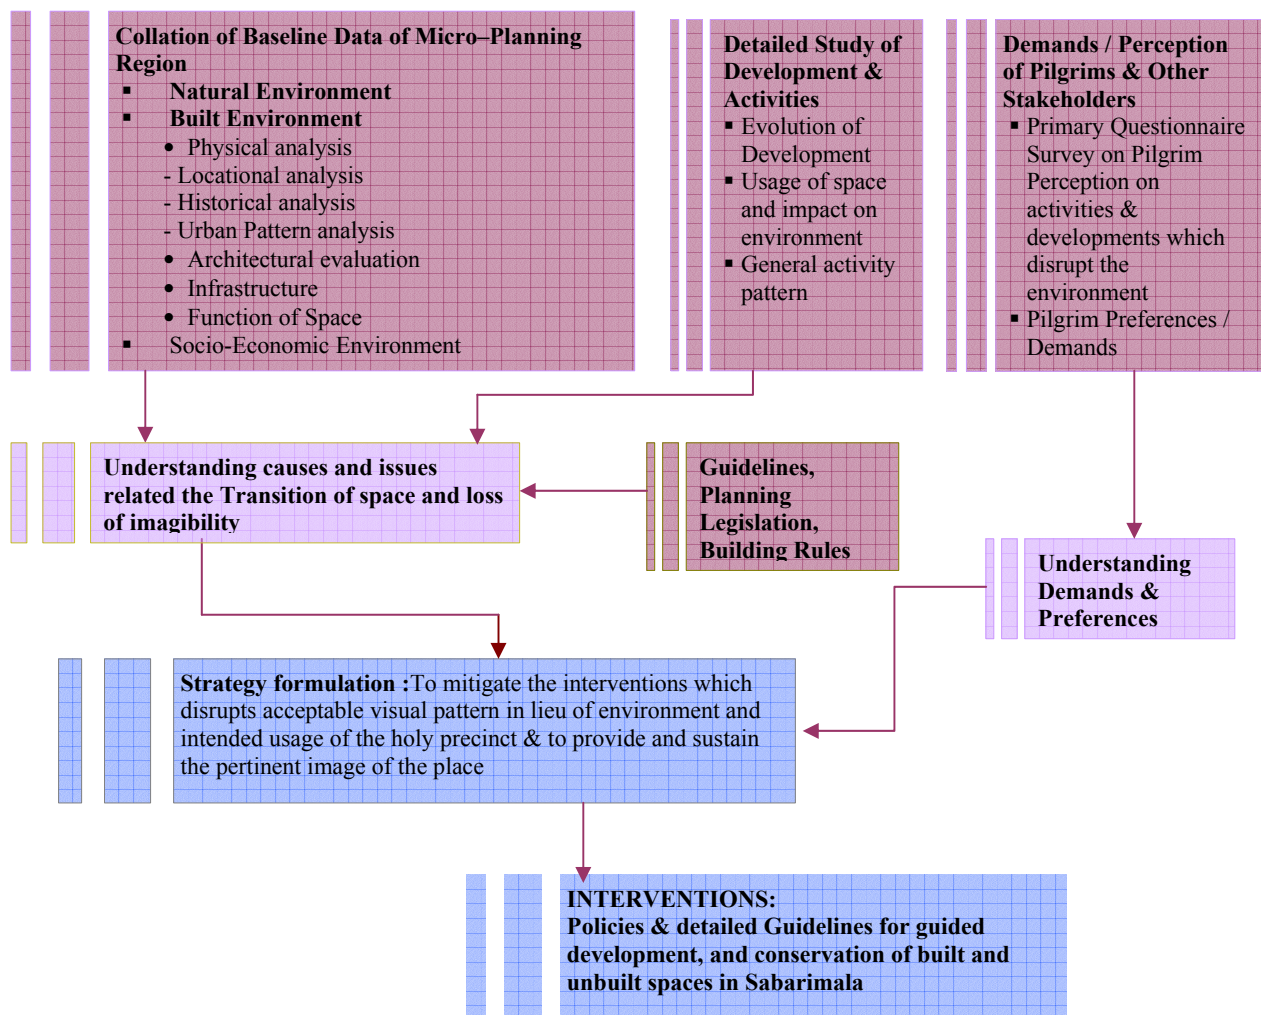 Collation of Baseline Data of Micro–Planning
Region
▪ Natural Environment
▪ Built Environment
• Physical analysis
- Locational analysis
- Historical analysis
- Urban Pattern analysis
• Architectural evaluation
• Infrastructure
• Function of Space
▪ Socio-Economic Environment
Detailed Study of
Development &
Activities
▪ Evolution of
Development
▪ Usage of space
and impact on
environment
▪ General activity
pattern
Demands / Perception
of Pilgrims & Other
Stakeholders
▪ Primary Questionnaire
Survey on Pilgrim
Perception on
activities &
developments which
disrupt the
environment
▪ Pilgrim Preferences /
Demands
Understanding causes and issues
related the Transition of space and loss
of imagibility
Guidelines,
Planning
Legislation,
Building Rules
Understanding
Demands &
Preferences
Strategy formulation :To mitigate the interventions which
disrupts acceptable visual pattern in lieu of environment and
intended usage of the holy precinct & to provide and sustain
the pertinent image of the place
INTERVENTIONS:
Policies & detailed Guidelines for guided
development, and conservation of built and
unbuilt spaces in Sabarimala